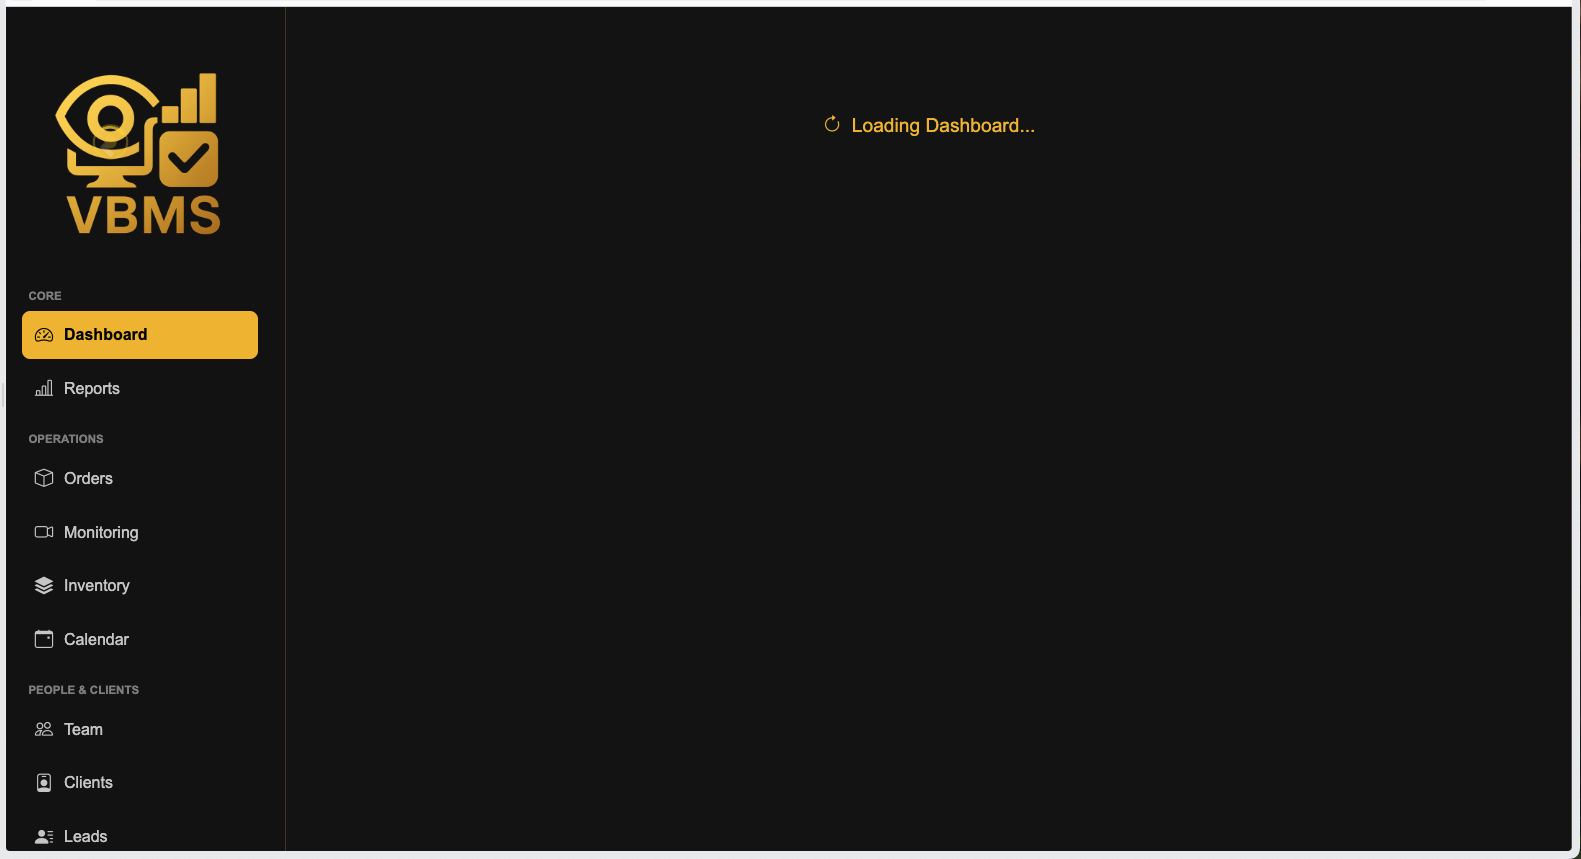 VBMS
CORE
Dashboard
Reports
OPERATIONS
Orders
Monitoring
Inventory
Calendar
PEOPLE & CLIENTS
Team
Clients
Leads
Loading Dashboard...